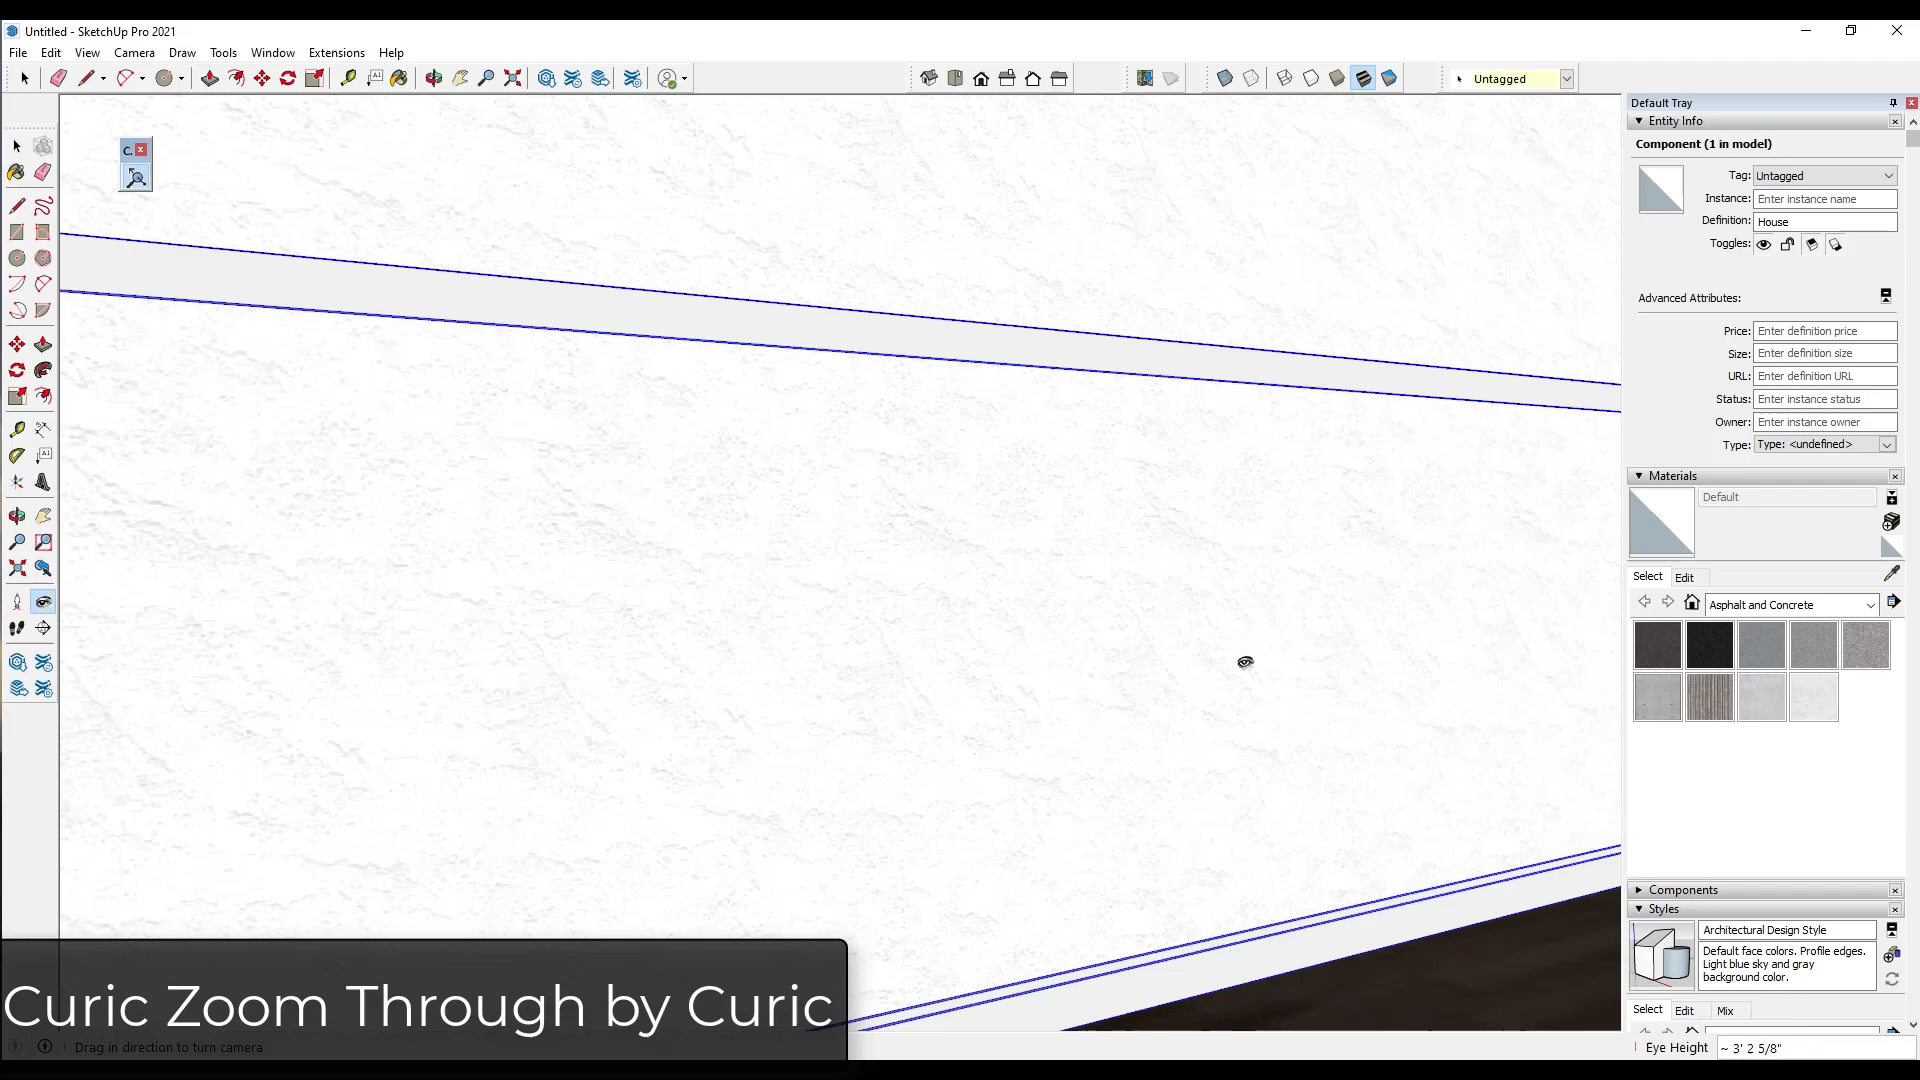 Untitled - SketchUp Pro 2021
File Edit View Camera Draw Tools Window Extensions Help
A1
Untagged
Default Tray
Entity Info
Component (1 in model)
Tag: Untagged
Instance: Enter instance name
Definition: House
Toggles:
Advanced Attributes:
Price: Enter definition price
Size: Enter definition size
URL: Enter definition URL
Status: Enter instance status
Owner: Enter instance owner
Type: Type: <undefined>
C.
A1
Materials
Default
Select Edit
Asphalt and Concrete
Components
Styles
Architectural Design Style
Default face colors. Profile edges.
Light blue sky and gray
background color.
Select Edit Mix
Curic Zoom Through by Curic
Drag in direction to turn camera
Eye Height ~ 3' 2 5/8"